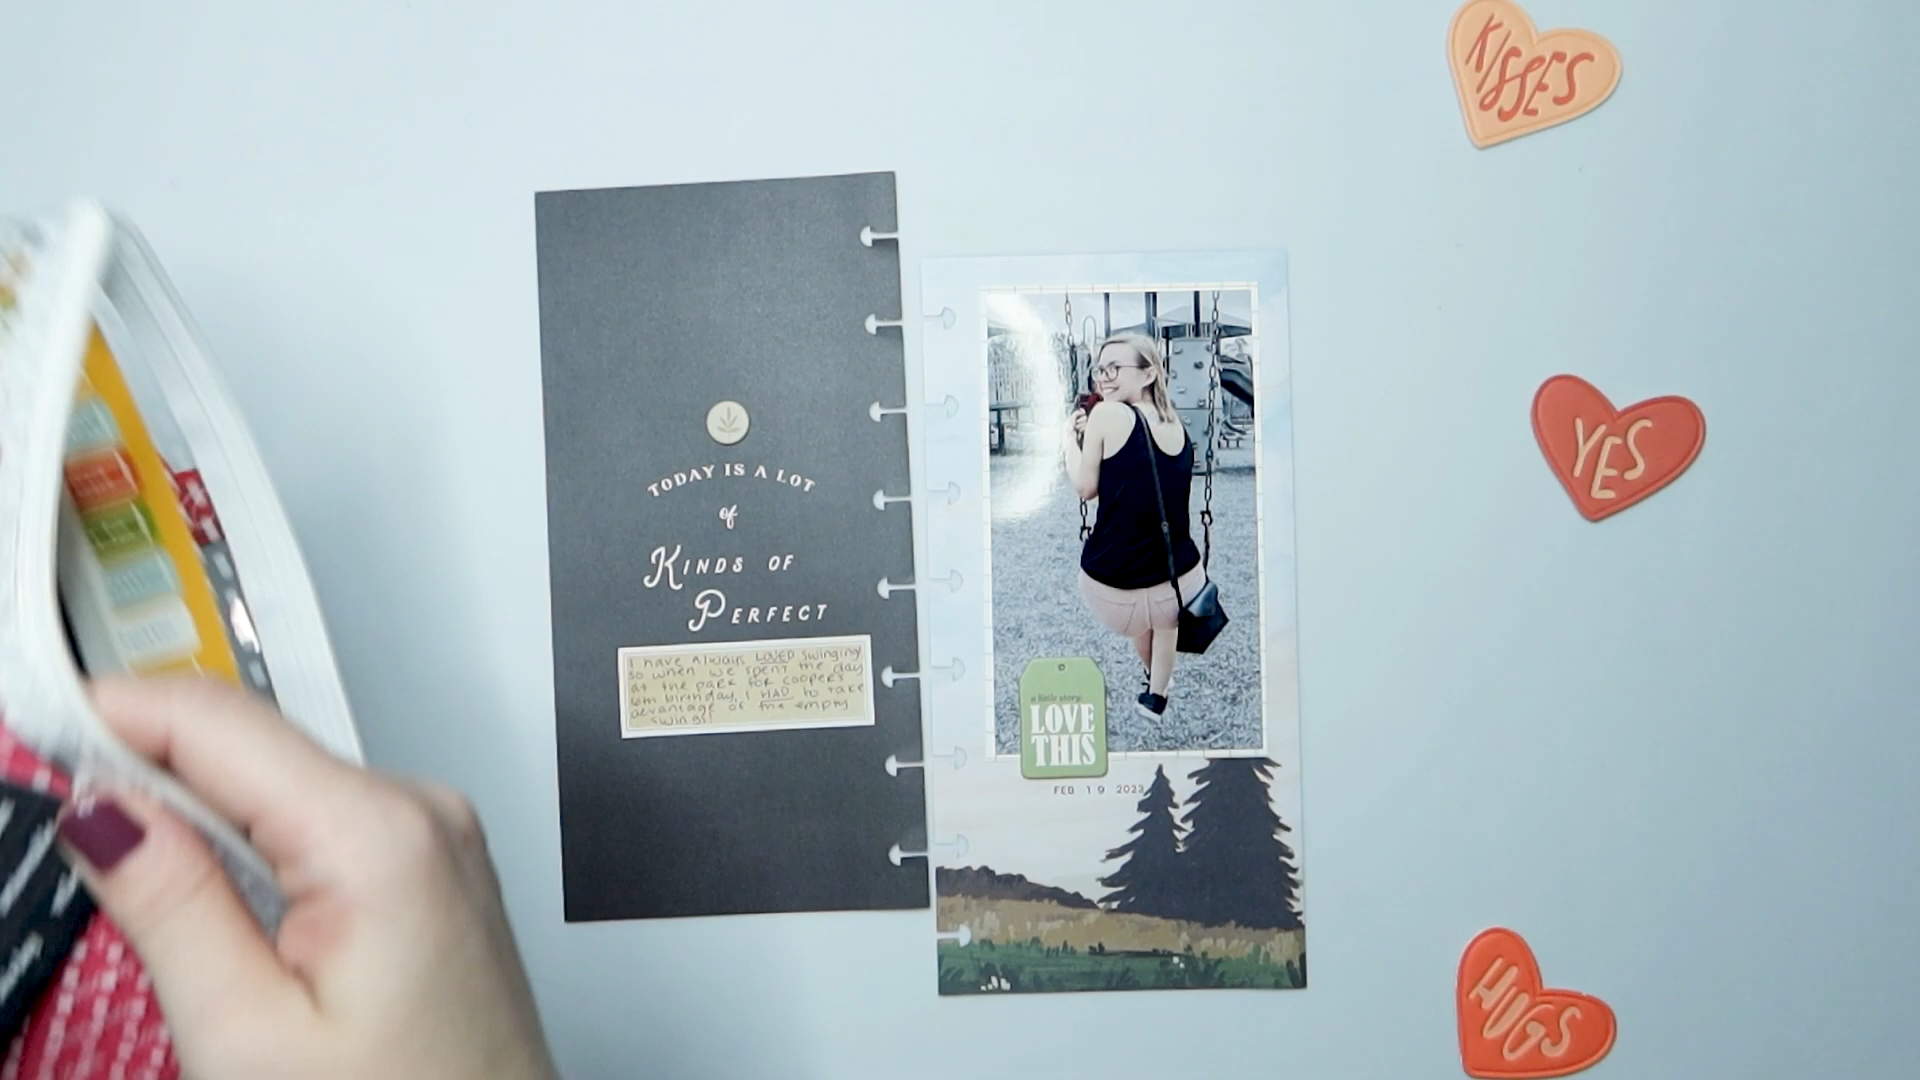 KISSES
YES
HUGS
TODAY IS A LOT
of
KINDS OF
PERFECT
I have always LOVED swinging!
so when we spent the day
at the park for Coopers
6th birthday, I HAD to take
advantage of the empty
swings!
a little story.
LOVE
THIS
FEB 19 2023